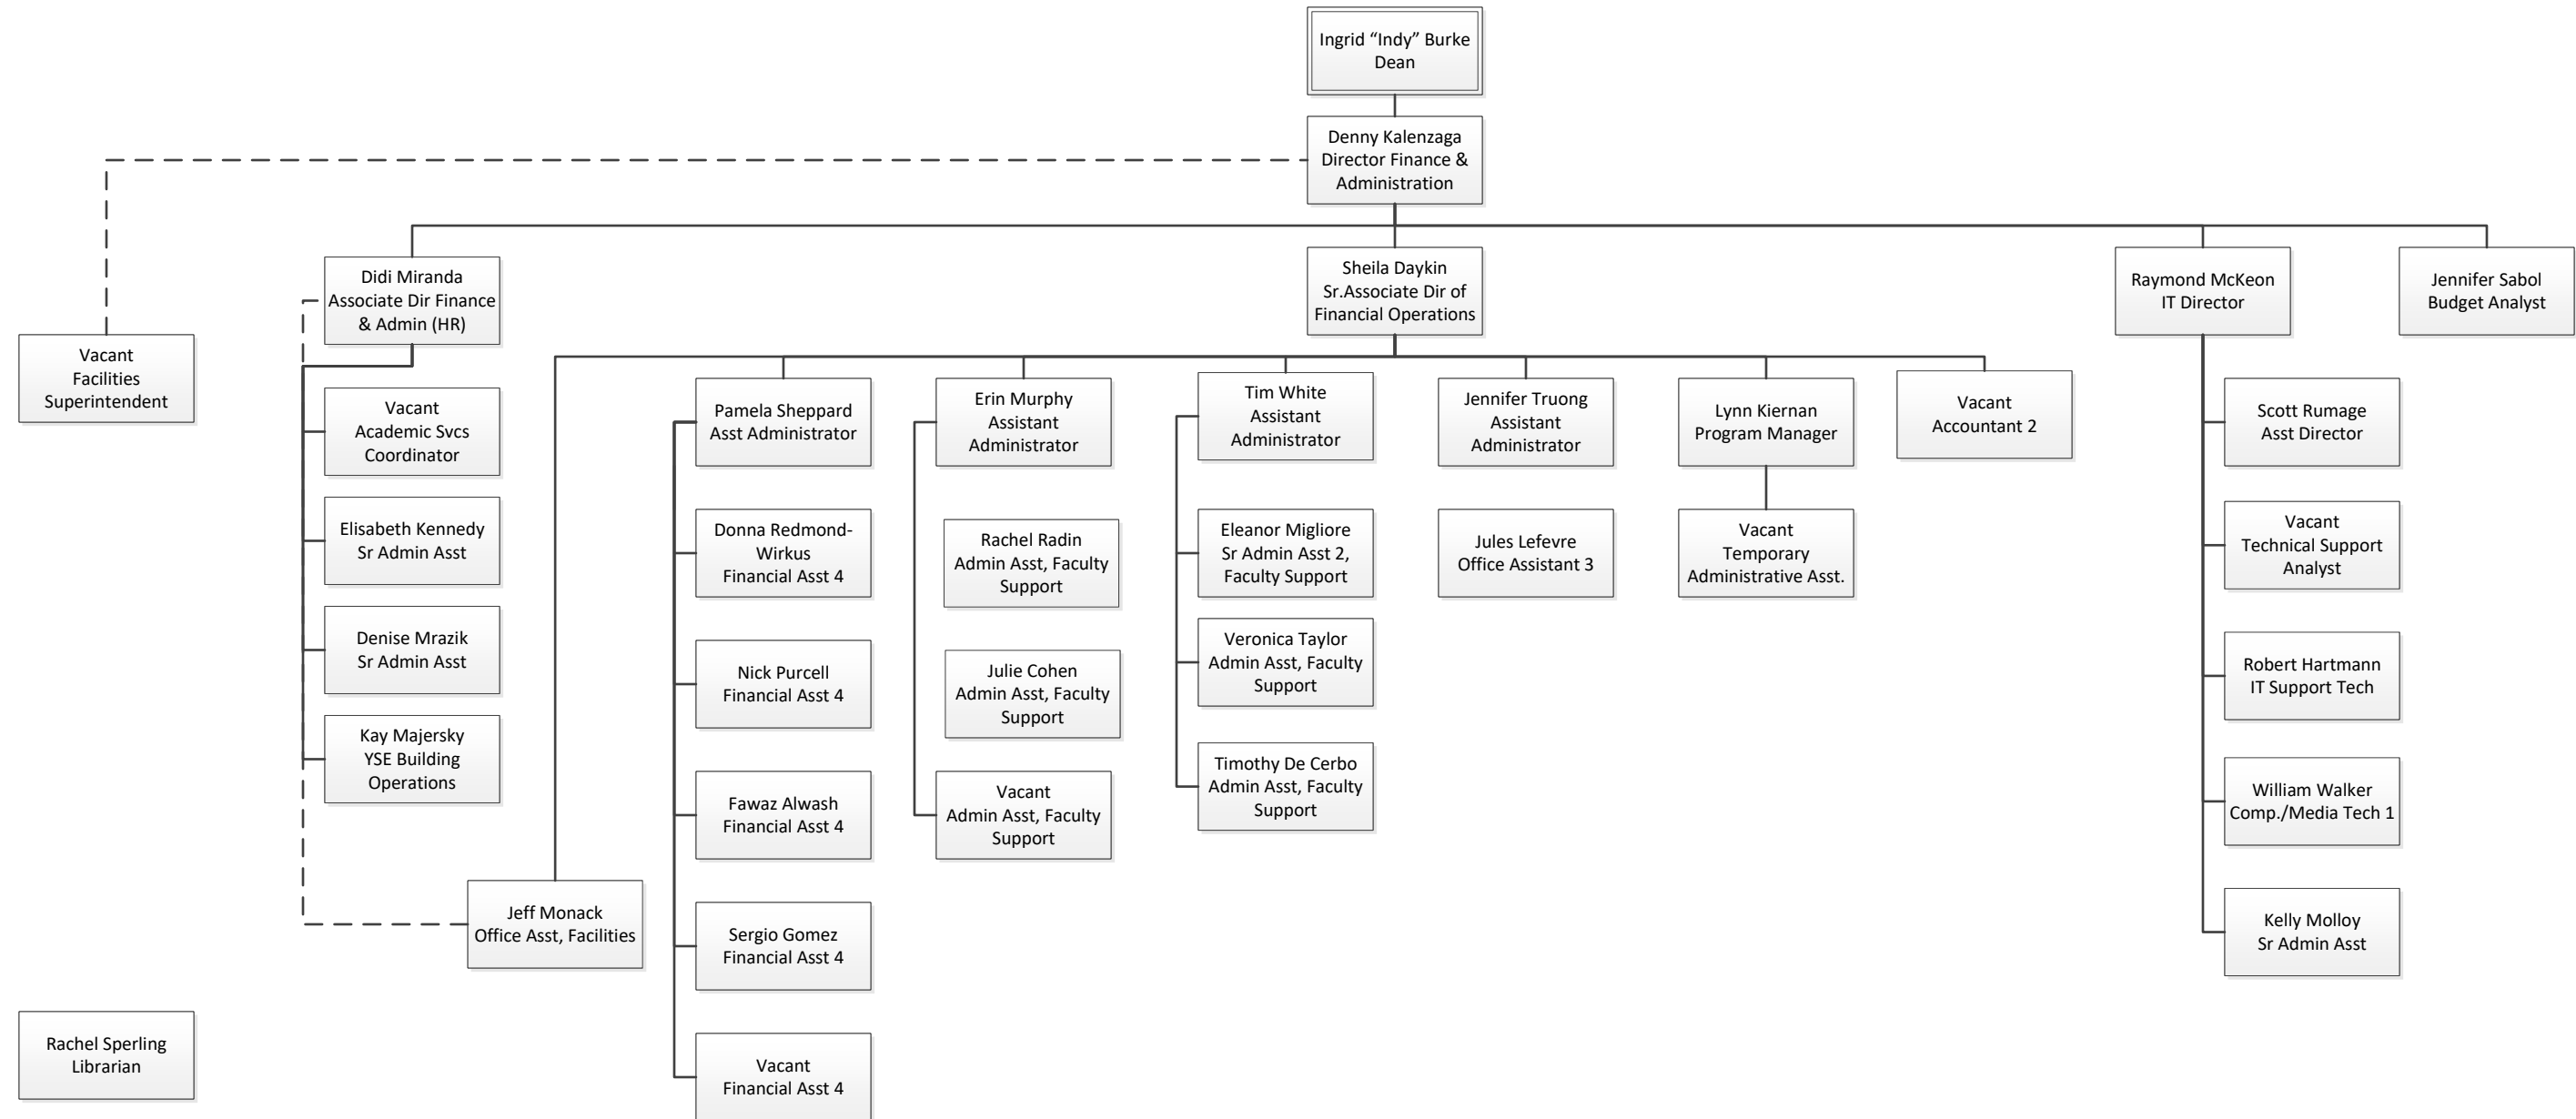 Ingrid “Indy” Burke
Dean
Denny Kalenzaga
Director Finance &
Administration
Didi Miranda
Associate Dir Finance
& Admin (HR)
Sheila Daykin
Sr.Associate Dir of
Financial Operations
Raymond McKeon
IT Director
Jennifer Sabol
Budget Analyst
Vacant
Facilities
Superintendent
Vacant
Academic Svcs
Coordinator
Elisabeth Kennedy
Sr Admin Asst
Denise Mrazik
Sr Admin Asst
Kay Majersky
YSE Building
Operations
Jeff Monack
Office Asst, Facilities
Pamela Sheppard
Asst Administrator
Donna Redmond-
Wirkus
Financial Asst 4
Nick Purcell
Financial Asst 4
Fawaz Alwash
Financial Asst 4
Sergio Gomez
Financial Asst 4
Vacant
Financial Asst 4
Erin Murphy
Assistant
Administrator
Rachel Radin
Admin Asst, Faculty
Support
Julie Cohen
Admin Asst, Faculty
Support
Vacant
Admin Asst, Faculty
Support
Tim White
Assistant
Administrator
Eleanor Migliore
Sr Admin Asst 2,
Faculty Support
Veronica Taylor
Admin Asst, Faculty
Support
Timothy De Cerbo
Admin Asst, Faculty
Support
Jennifer Truong
Assistant
Administrator
Jules Lefevre
Office Assistant 3
Lynn Kiernan
Program Manager
Vacant
Temporary
Administrative Asst.
Vacant
Accountant 2
Scott Rumage
Asst Director
Vacant
Technical Support
Analyst
Robert Hartmann
IT Support Tech
William Walker
Comp./Media Tech 1
Kelly Molloy
Sr Admin Asst
Rachel Sperling
Librarian